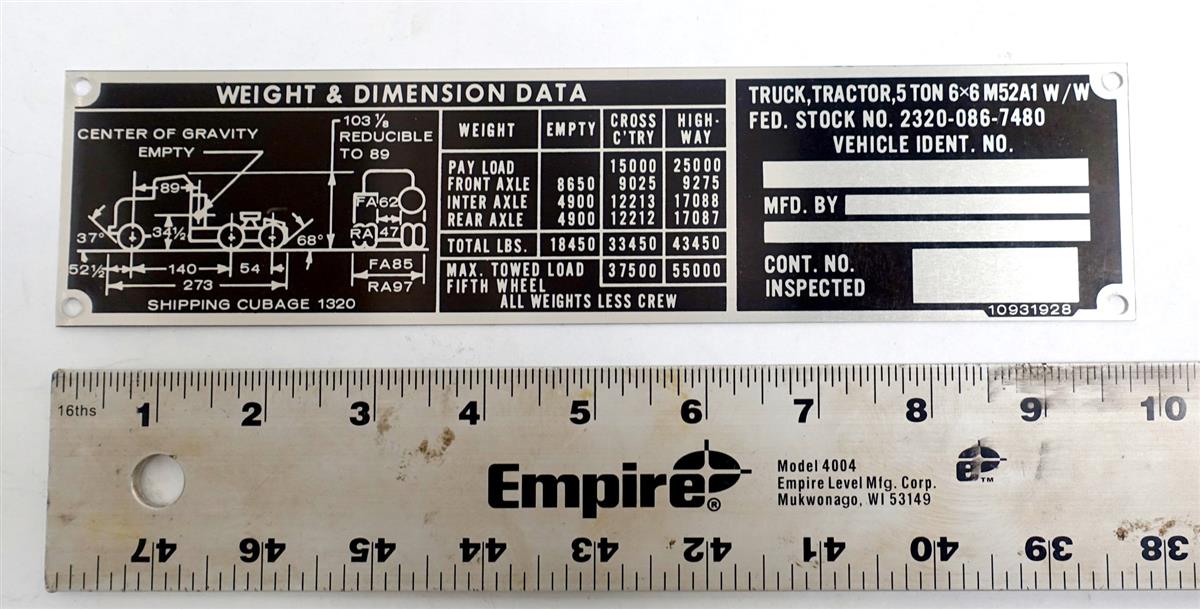 WEIGHT & DIMENSION DATA
CENTER OF GRAVITY
EMPTY
103 1/8
REDUCIBLE
TO 89
89
34½
37°
68°
52½
140
54
273
SHIPPING CUBAGE 1320
FA 62
RA 47
FA85
RA97
WEIGHT EMPTY CROSS C'TRY HIGH-WAY
PAY LOAD 15000 25000
FRONT AXLE 8650 9025 9275
INTER AXLE 4900 12213 17088
REAR AXLE 4900 12212 17087
TOTAL LBS. 18450 33450 43450
MAX. TOWED LOAD 37500 55000
FIFTH WHEEL
ALL WEIGHTS LESS CREW
TRUCK,TRACTOR,5 TON 6×6 M52A1 W/W
FED. STOCK NO. 2320-086-7480
VEHICLE IDENT. NO.
MFD. BY
CONT. NO.
INSPECTED
10931928
16ths
1 2 3 4 5 6 7 8 9 10
Empire®
Model 4004
Empire Level Mfg. Corp.
Mukwonago, WI 53149
e™
47 46 45 44 43 42 41 40 39 38